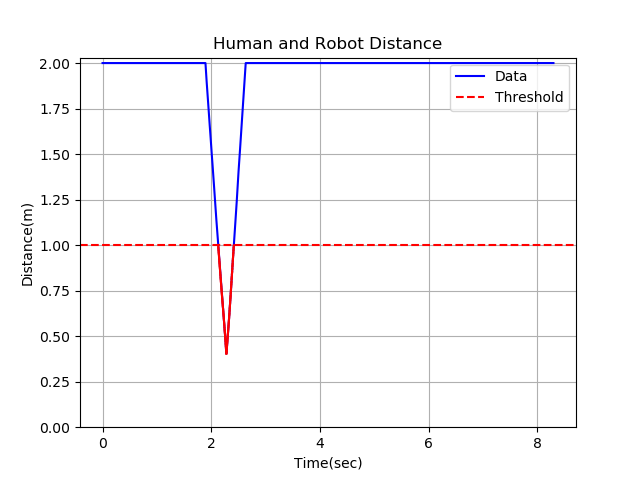 Human and Robot Distance
Data
Threshold
2.00
1.75
1.50
1.25
1.00
0.75
0.50
0.25
0.00
Distance(m)
0 2 4 6 8
Time(sec)